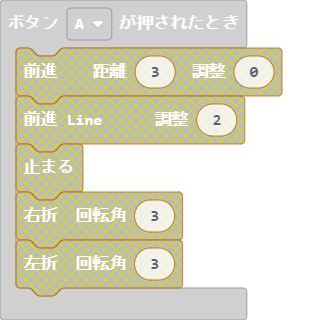 ボタン A が押されたとき
前進 距離 3 調整 0
前進 Line 調整 2
止まる
右折 回転角 3
左折 回転角 3